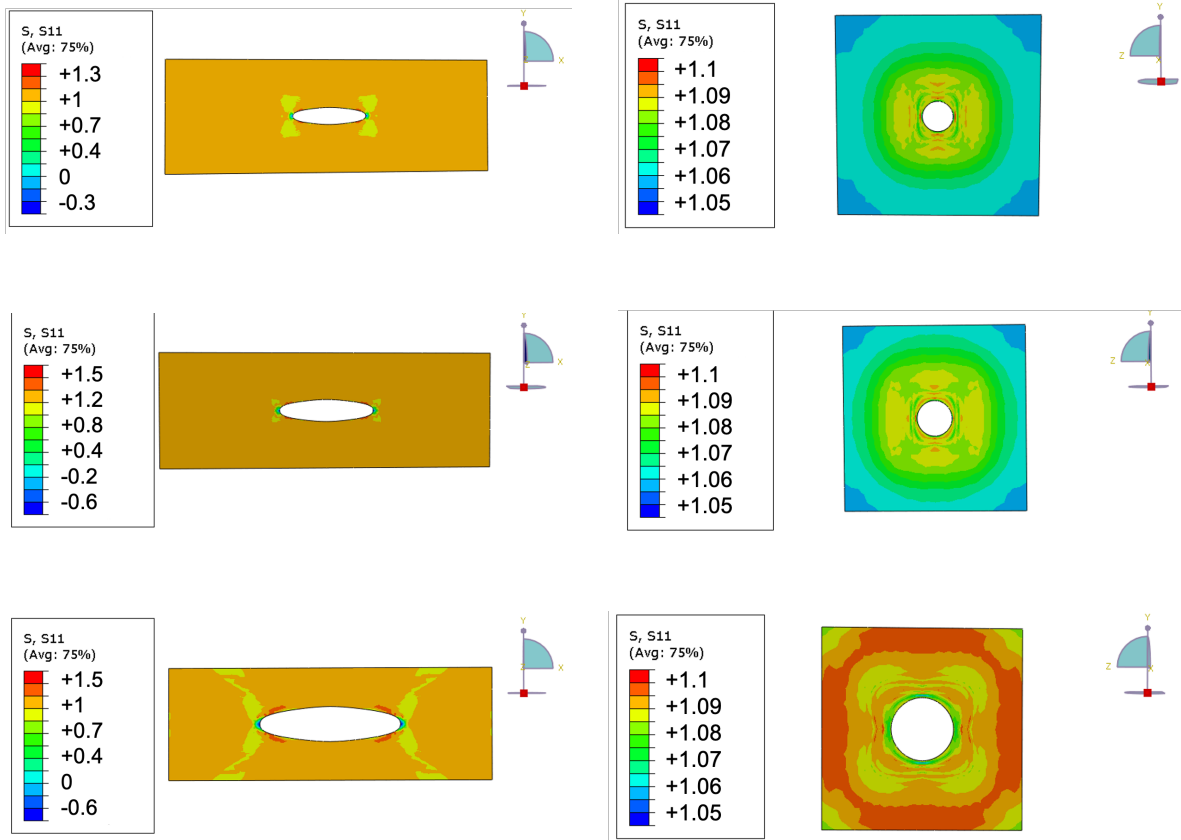 S, S11
(Avg: 75%)
+1.3
+1
+0.7
+0.4
0
-0.3
Y
X
S, S11
(Avg: 75%)
+1.1
+1.09
+1.08
+1.07
+1.06
+1.05
Y
Z
X
S, S11
(Avg: 75%)
+1.5
+1.2
+0.8
+0.4
-0.2
-0.6
Y
Z
X
S, S11
(Avg: 75%)
+1.1
+1.09
+1.08
+1.07
+1.06
+1.05
Y
Z
X
S, S11
(Avg: 75%)
+1.5
+1
+0.7
+0.4
0
-0.6
Y
Z
X
S, S11
(Avg: 75%)
+1.1
+1.09
+1.08
+1.07
+1.06
+1.05
Y
Z
X